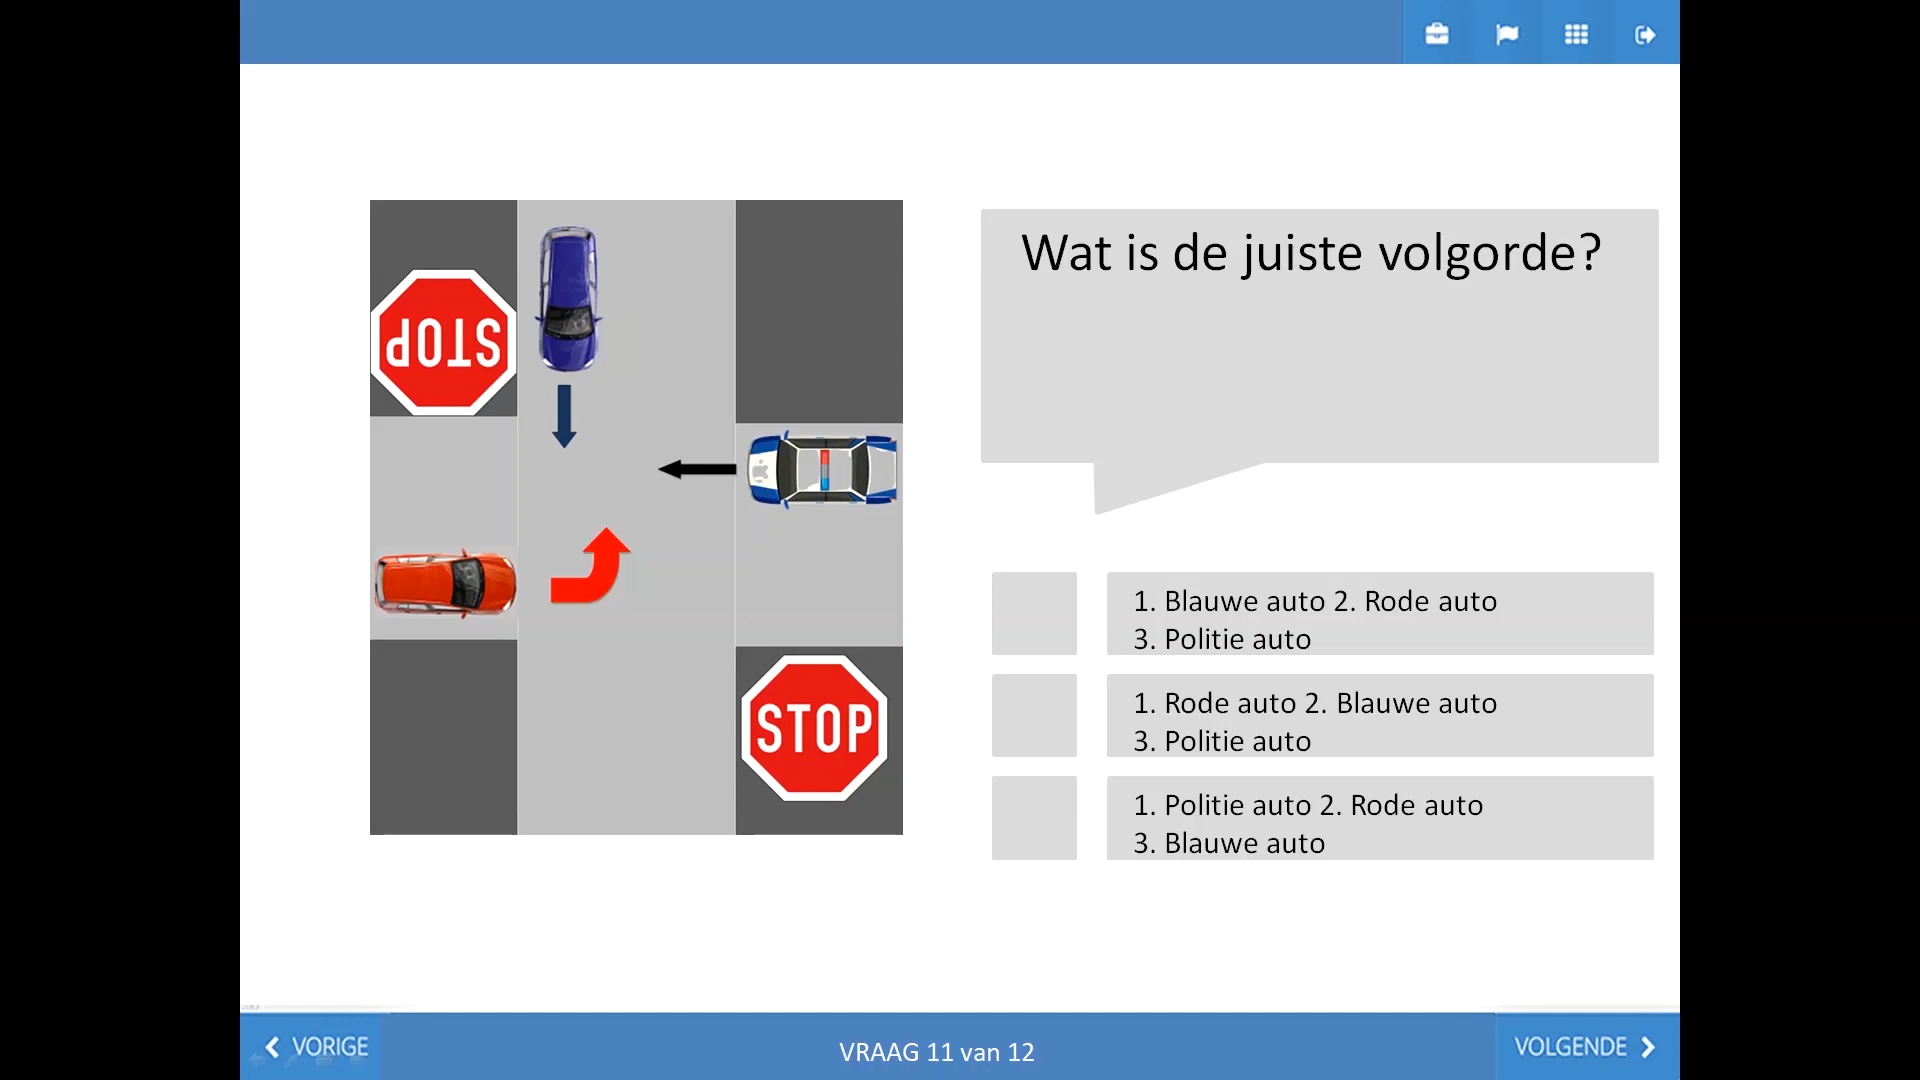 Wat is de juiste volgorde?
STOP
STOP
1. Blauwe auto 2. Rode auto
3. Politie auto
1. Rode auto 2. Blauwe auto
3. Politie auto
1. Politie auto 2. Rode auto
3. Blauwe auto
VORIGE
VRAAG 11 van 12
VOLGENDE